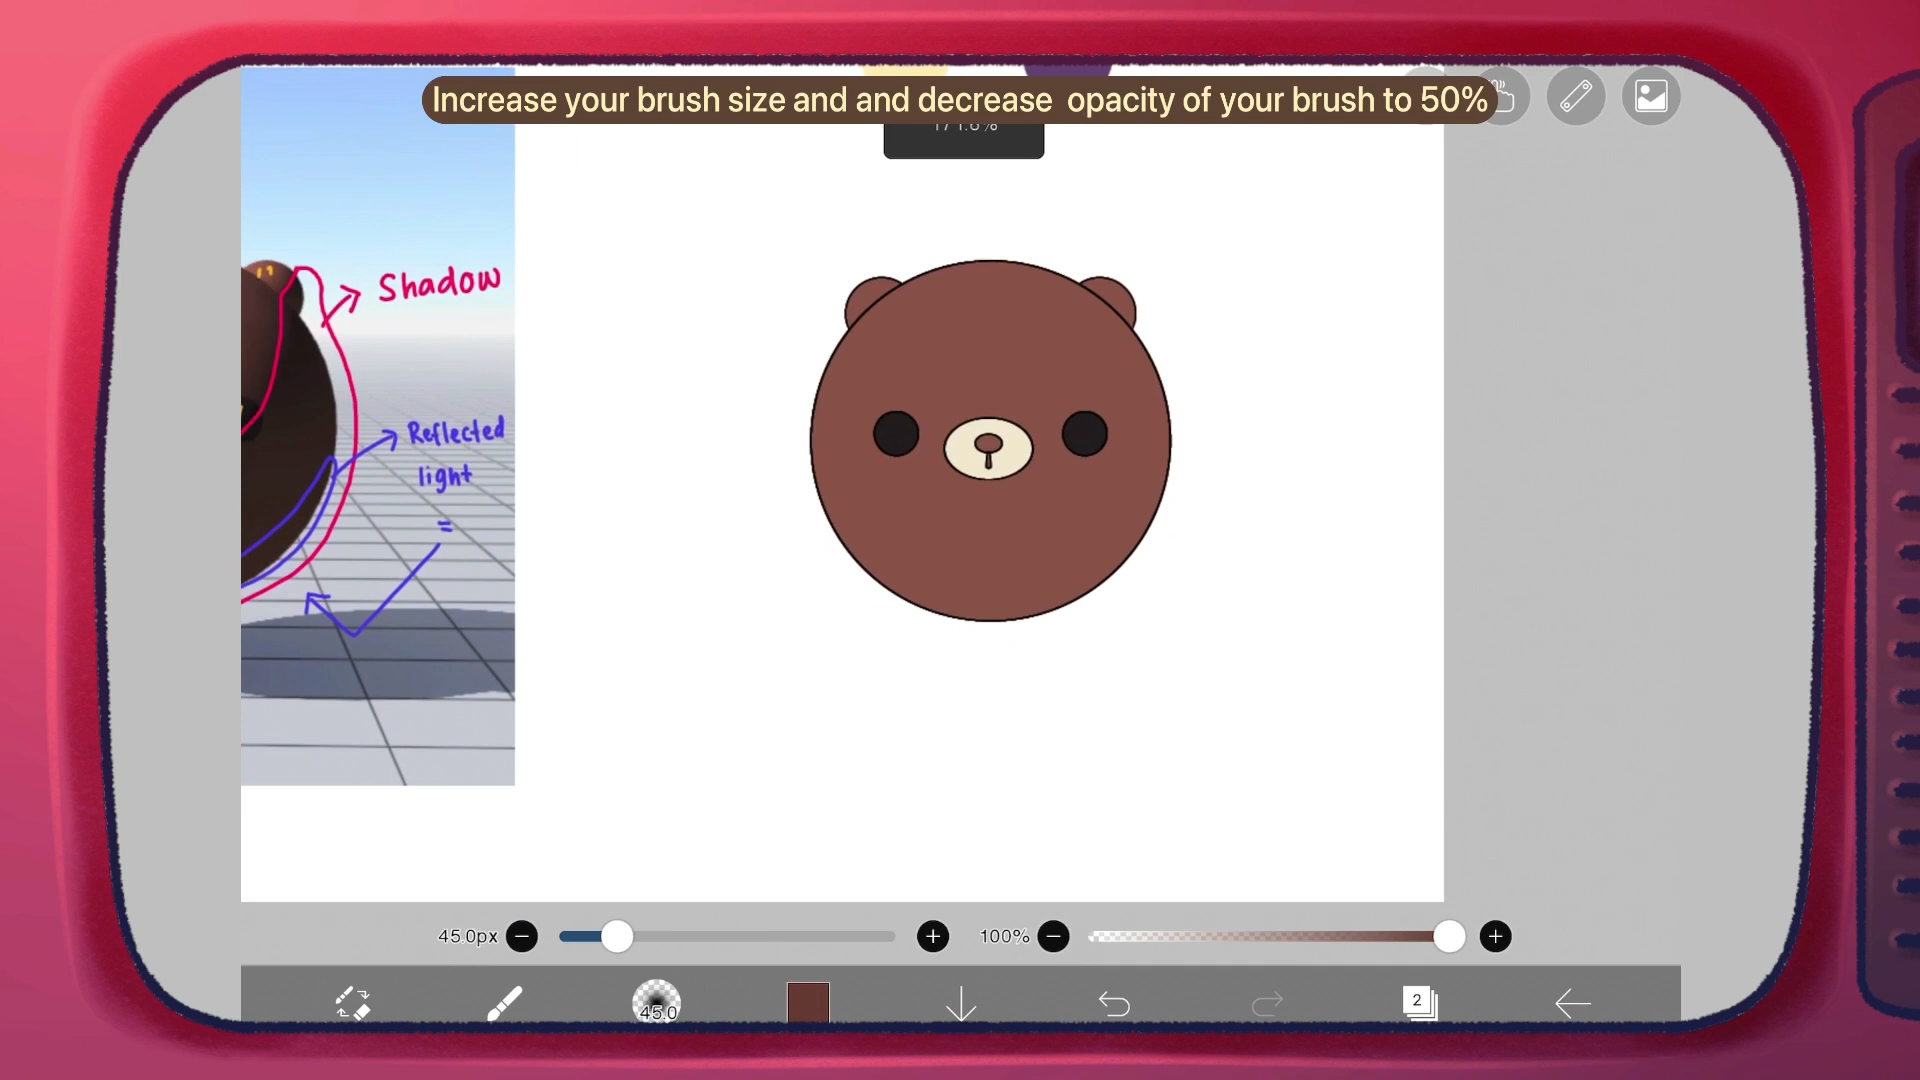 Increase your brush size and and decrease  opacity of your brush to 50%
Shadow
Reflected
light
=
45.0px
100%
45.0
2